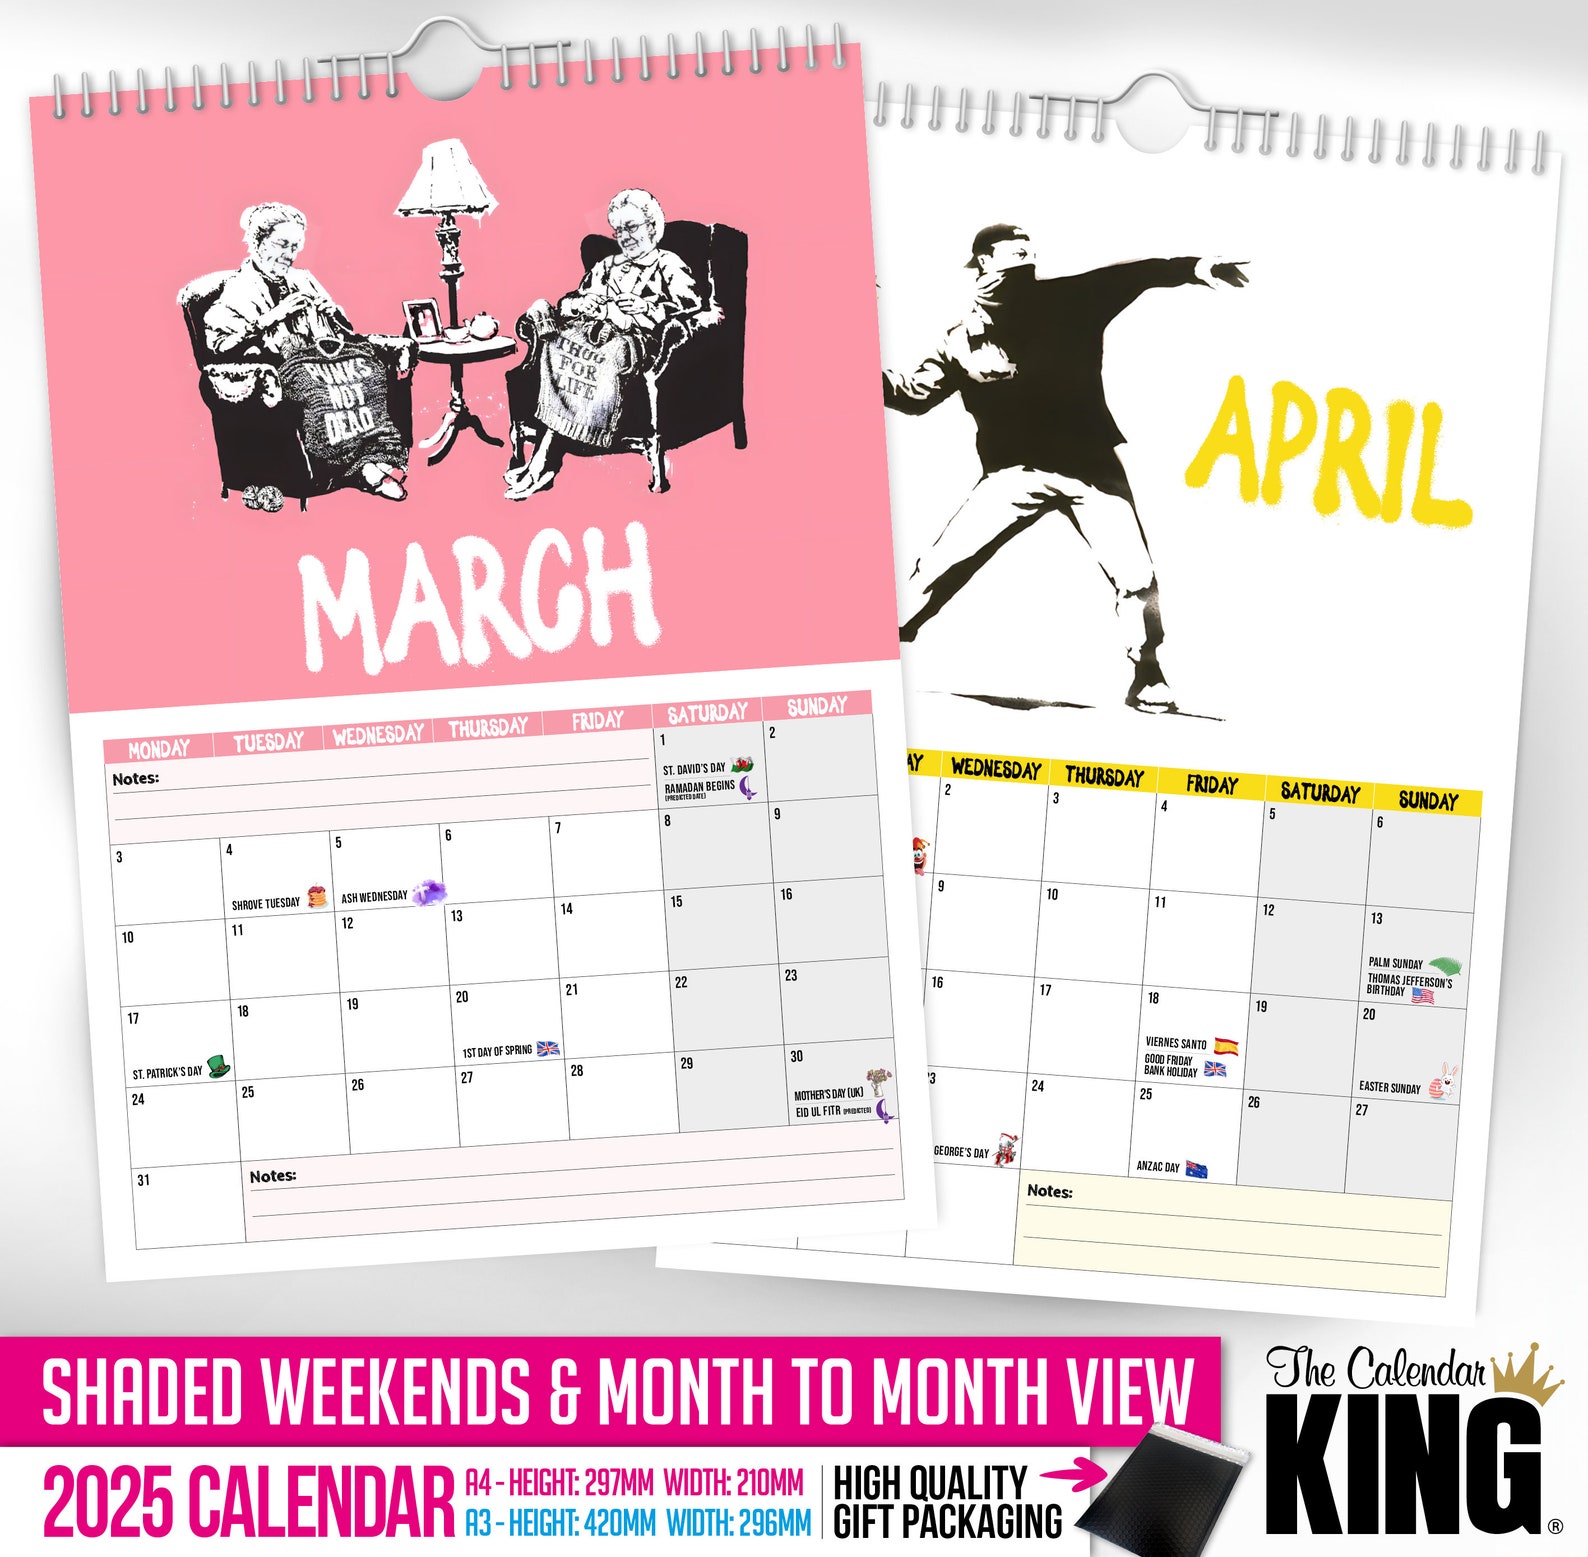 PUNKS
NOT
DEAD
THUG
FOR
LIFE
MARCH
MONDAY TUESDAY WEDNESDAY THURSDAY FRIDAY SATURDAY SUNDAY
Notes:
1 2
ST. DAVID'S DAY
RAMADAN BEGINS
(PREDICTED DATE)
3 4 5 6 7 8 9
SHROVE TUESDAY ASH WEDNESDAY
10 11 12 13 14 15 16
17 18 19 20 21 22 23
ST. PATRICK'S DAY 1ST DAY OF SPRING
24 25 26 27 28 29 30
MOTHER'S DAY (UK)
EID UL FITR (PREDICTED)
31
Notes:
APRIL
AY WEDNESDAY THURSDAY FRIDAY SATURDAY SUNDAY
2 3 4 5 6
9 10 11 12 13
PALM SUNDAY
THOMAS JEFFERSON'S
BIRTHDAY
16 17 18 19 20
VIERNES SANTO
GOOD FRIDAY
BANK HOLIDAY
EASTER SUNDAY
23 24 25 26 27
GEORGE'S DAY ANZAC DAY
Notes:
SHADED WEEKENDS & MONTH TO MONTH VIEW
2025 CALENDAR
A4 - HEIGHT: 297MM WIDTH: 210MM
A3 - HEIGHT: 420MM WIDTH: 296MM
HIGH QUALITY
GIFT PACKAGING
The Calendar
KING®